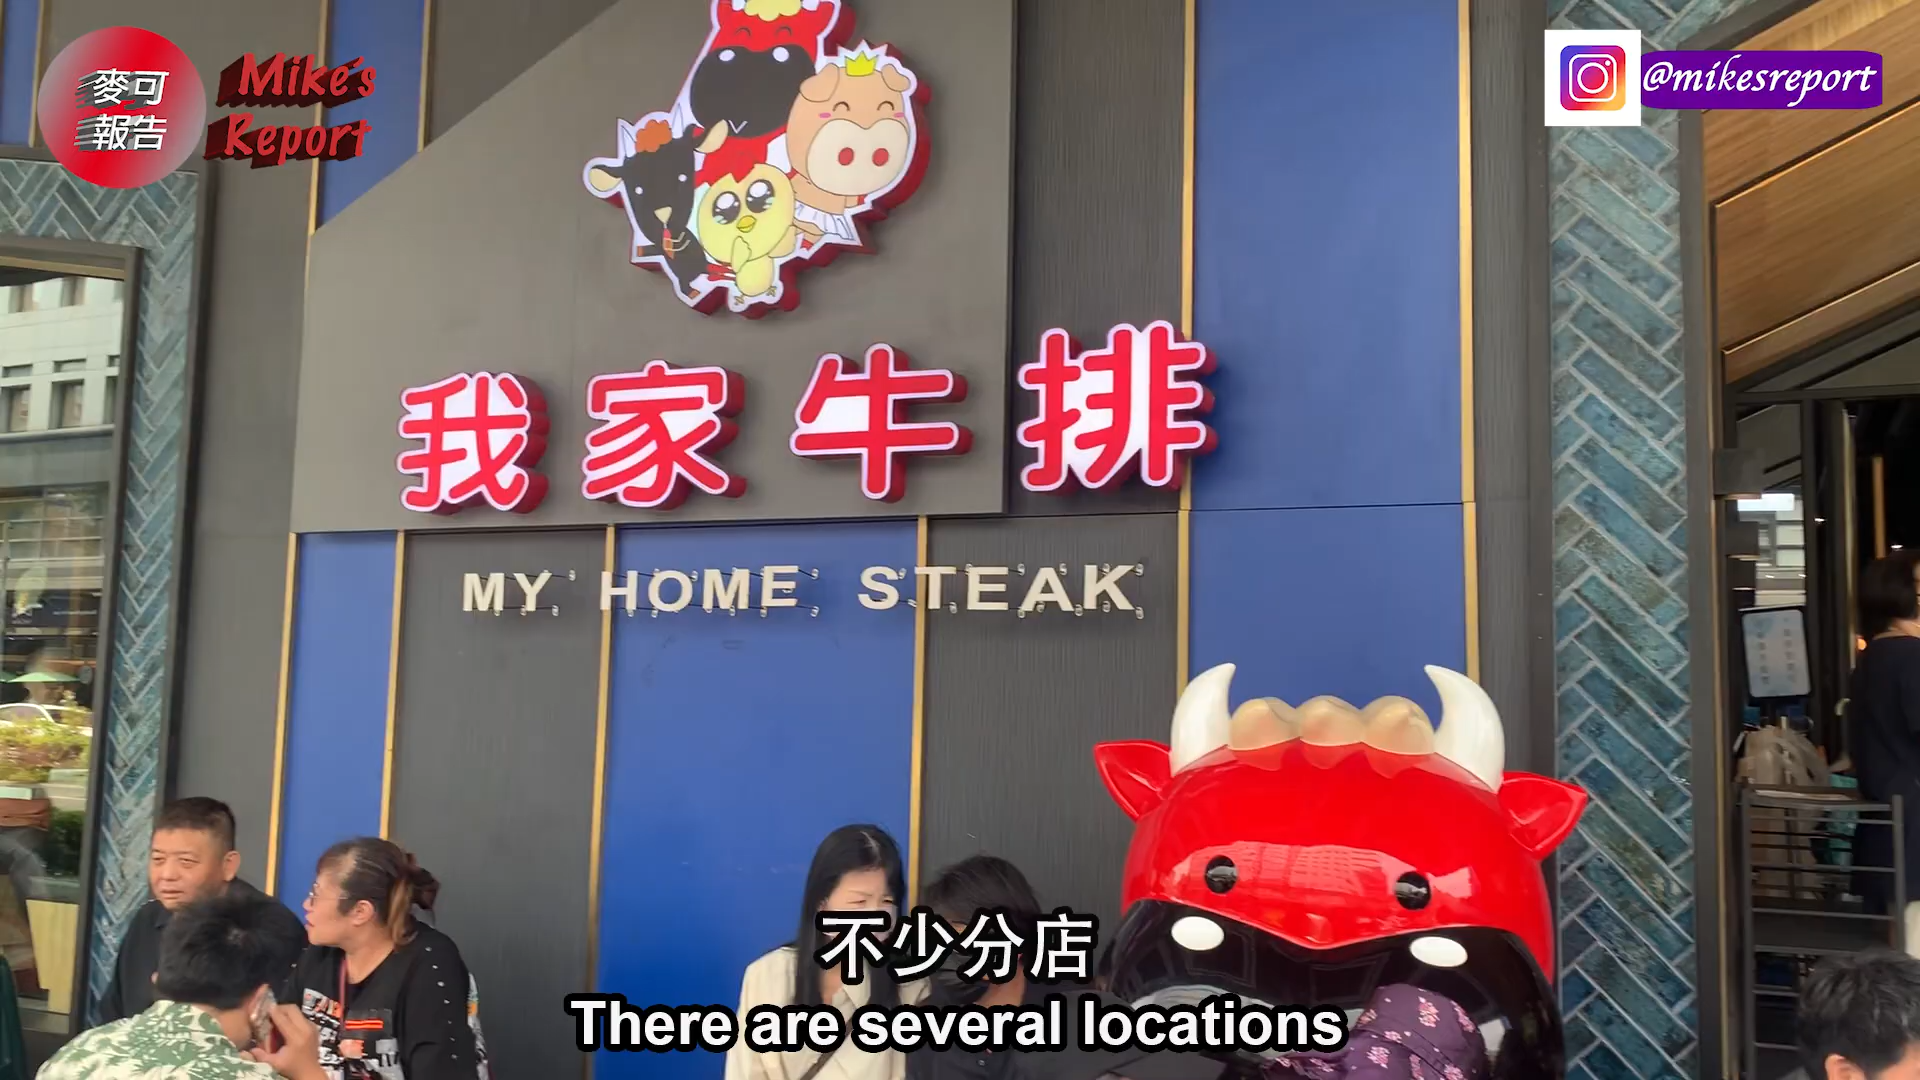 麥可
報告
Mike's
Report
@mikesreport
我家牛排
MY HOME STEAK
不少分店
There are several locations